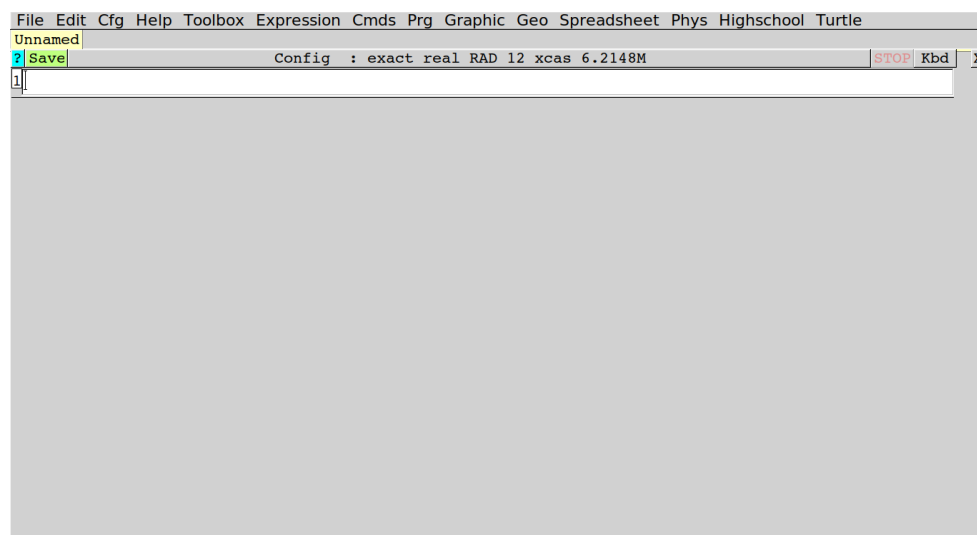 File Edit Cfg Help Toolbox Expression Cmds Prg Graphic Geo Spreadsheet Phys Highschool Turtle
Unnamed
? Save Config : exact real RAD 12 xcas 6.2148M STOP Kbd
1